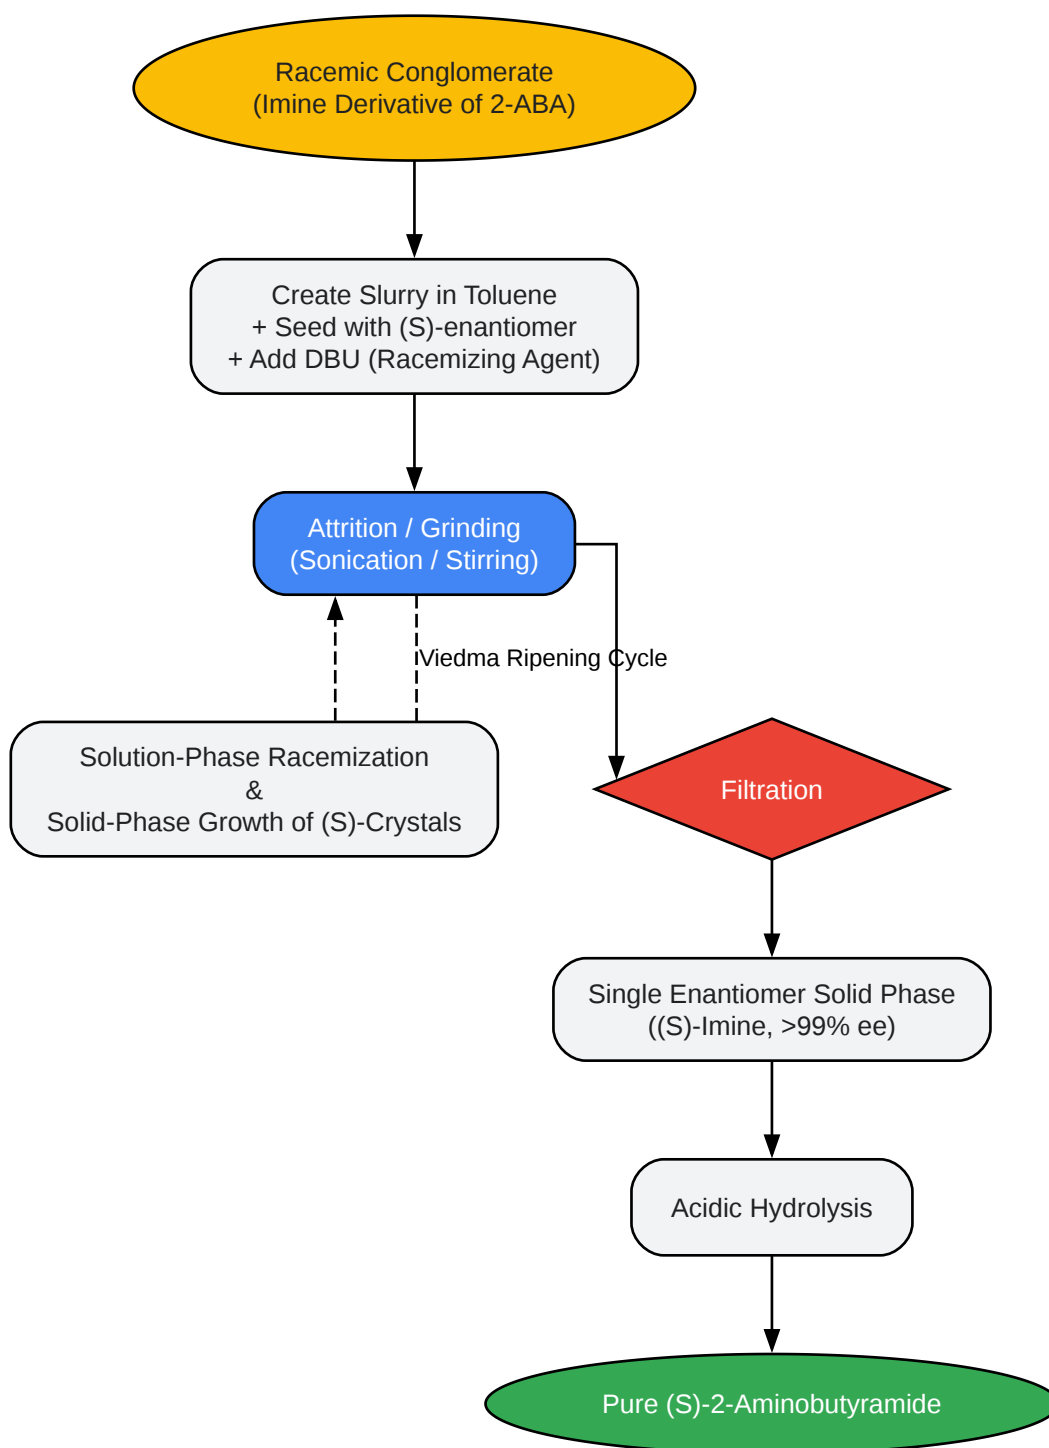 Racemic Conglomerate
(Imine Derivative of 2-ABA)
Create Slurry in Toluene
+ Seed with (S)-enantiomer
+ Add DBU (Racemizing Agent)
Attrition / Grinding
(Sonication / Stirring)
Viedma Ripening Cycle
Solution-Phase Racemization
&
Solid-Phase Growth of (S)-Crystals
Filtration
Single Enantiomer Solid Phase
((S)-Imine, >99% ee)
Acidic Hydrolysis
Pure (S)-2-Aminobutyramide